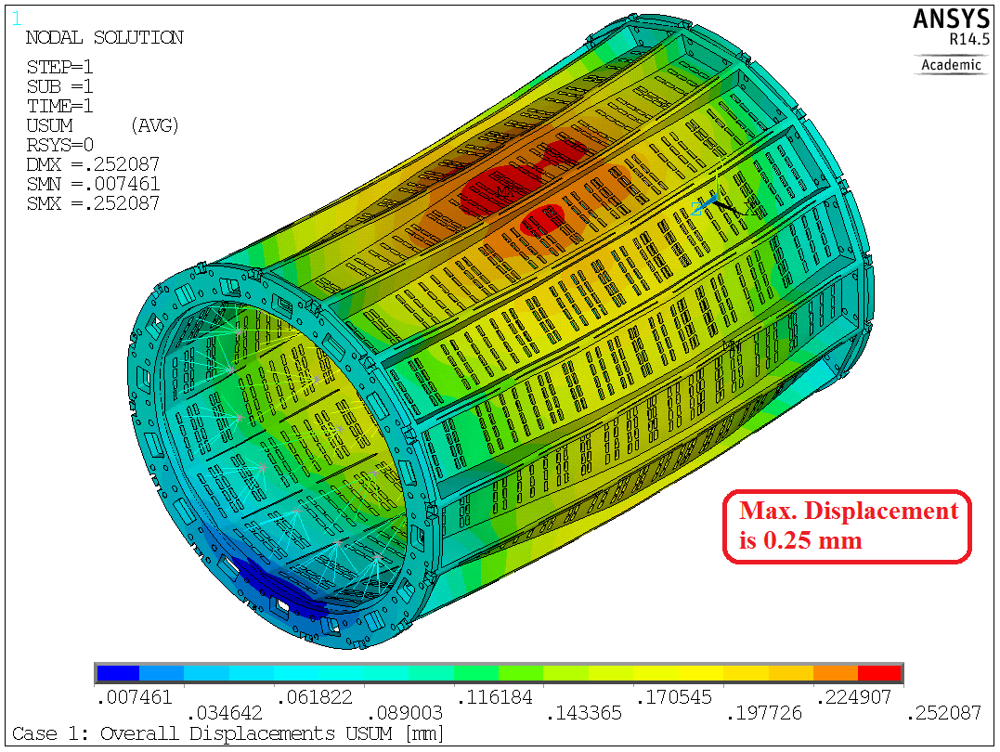 1
NODAL SOLUTION
STEP=1
SUB =1
TIME=1
USUM (AVG)
RSYS=0
DMX =.252087
SMN =.007461
SMX =.252087
ANSYS
R14.5
Academic
MX
MN
Max. Displacement
is 0.25 mm
.007461
.034642
.061822
.089003
.116184
.143365
.170545
.197726
.224907
.252087
Case 1: Overall Displacements USUM [mm]